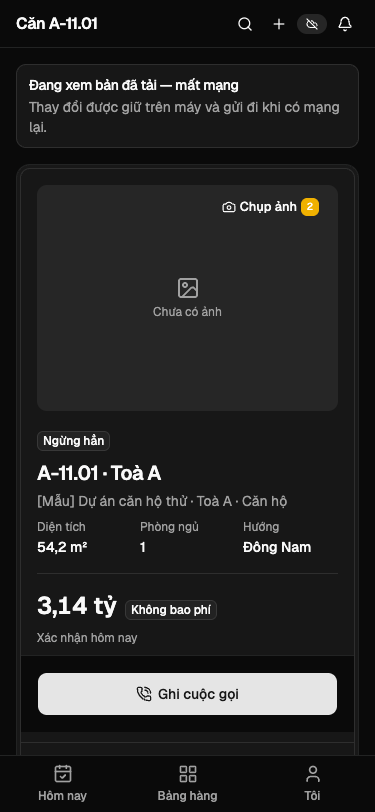 Căn A-11.01
Đang xem bản đã tải — mất mạng
Thay đổi được giữ trên máy và gửi đi khi có mạng
lại.
Chụp ảnh 2
Chưa có ảnh
Ngừng hẳn
A-11.01 · Toà A
[Mẫu] Dự án căn hộ thử · Toà A · Căn hộ
Diện tích Phòng ngủ Hướng
54,2 m² 1 Đông Nam
3,14 tỷ Không bao phí
Xác nhận hôm nay
Ghi cuộc gọi
Hôm nay Bảng hàng Tôi